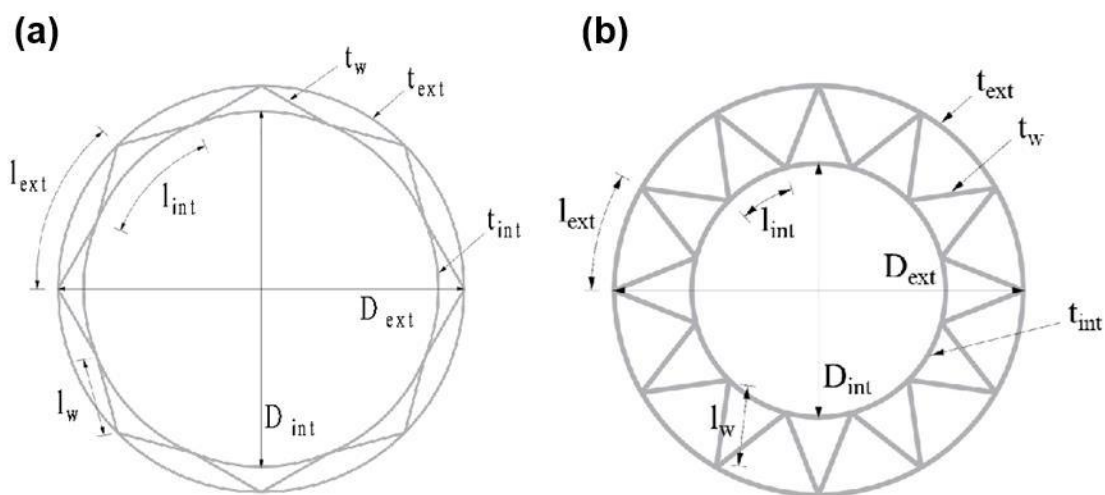 (a)
t_w
t_ext
l_ext
l_int
t_int
D_ext
l_w
D_int
(b)
t_ext
t_w
l_ext
l_int
D_ext
t_int
D_int
l_w